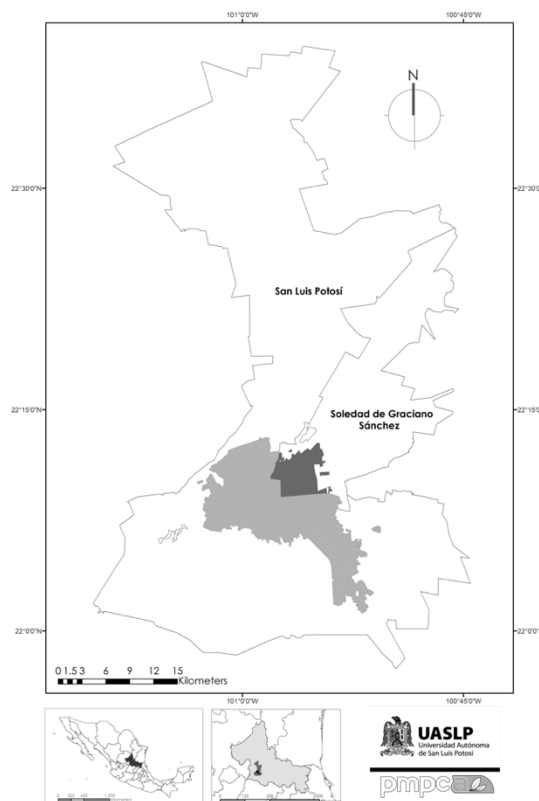 101°0'0"W
100°45'0"W
N
22°30'0"N
22°30'0"N
San Luis Potosí
22°15'0"N
22°15'0"N
Soledad de Graciano
Sánchez
22°0'0"N
22°0'0"N
0 1.5 3 6 9 12 15
Kilometers
101°0'0"W
100°45'0"W
UASLP
Universidad Autónoma
de San Luis Potosí
pmpca